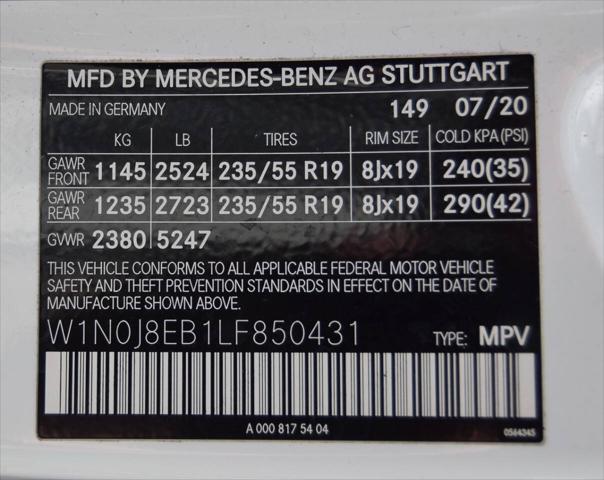 MFD BY MERCEDES-BENZ AG STUTTGART
MADE IN GERMANY 149 07/20
KG LB TIRES RIM SIZE COLD KPA(PSI)
GAWR FRONT 1145 2524 235/55 R19 8Jx19 240(35)
GAWR REAR 1235 2723 235/55 R19 8Jx19 290(42)
GVWR 2380 5247
THIS VEHICLE CONFORMS TO ALL APPLICABLE FEDERAL MOTOR VEHICLE
SAFETY AND THEFT PREVENTION STANDARDS IN EFFECT ON THE DATE OF
MANUFACTURE SHOWN ABOVE.
W1N0J8EB1LF850431 TYPE: MPV
A 000 817 54 04 0564345